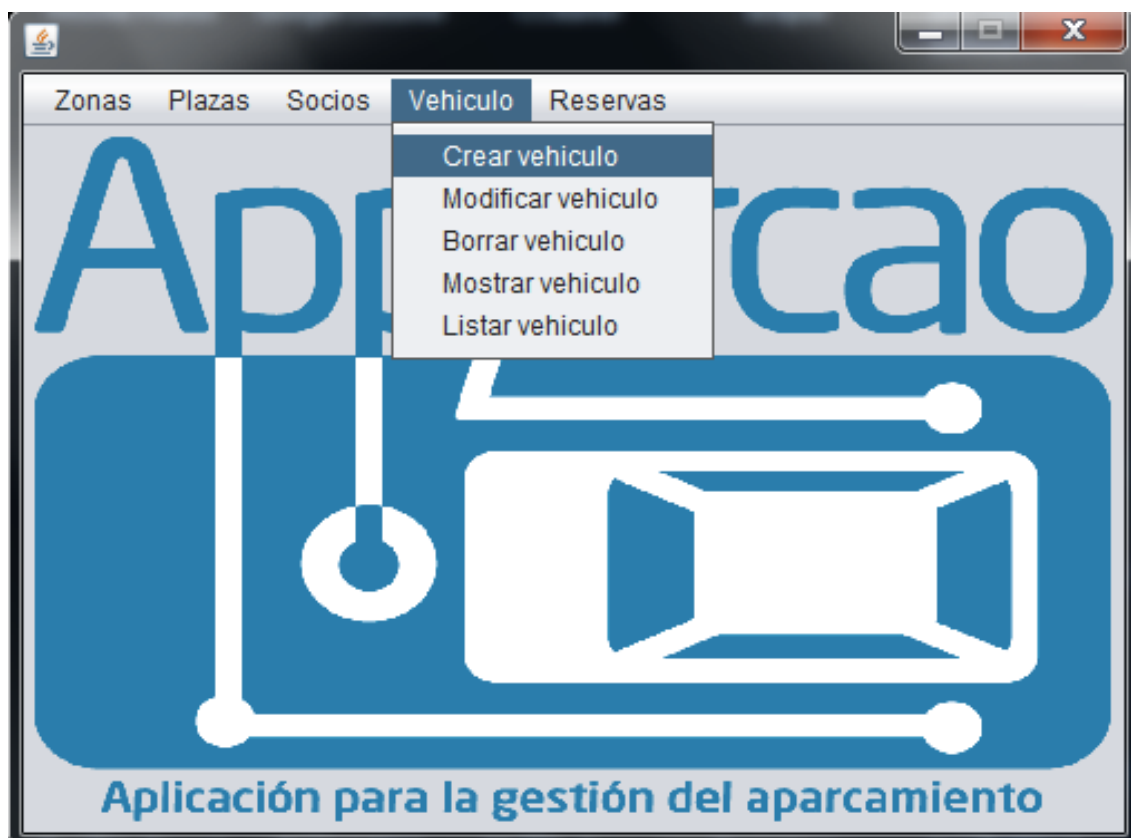 Zonas Plazas Socios Vehiculo Reservas
Crear vehiculo
Modificar vehiculo
Borrar vehiculo
Mostrar vehiculo
Listar vehiculo
Aplicación para la gestión del aparcamiento